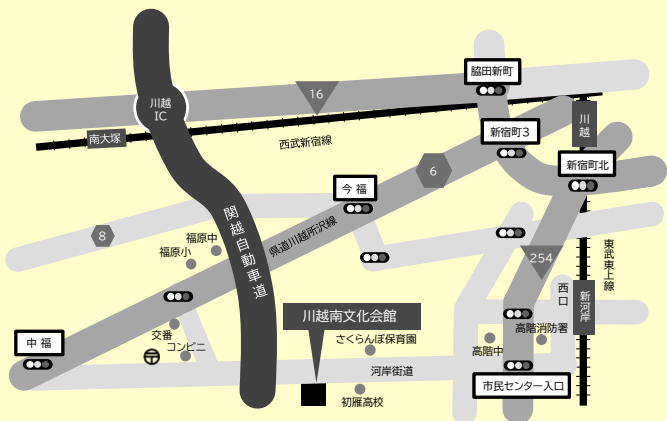 脇田新町
16
川越
IC
川越
南大塚
西武新宿線
新宿町3
新宿町北
6
今福
関越自動車道
県道川越所沢線
福原中
福原小
8
254
東武東上線
西口
新河岸
川越南文化会館
中福
交番
コンビニ
さくらんぼ保育園
高階消防署
高階中
河岸街道
初雁高校
市民センター入口